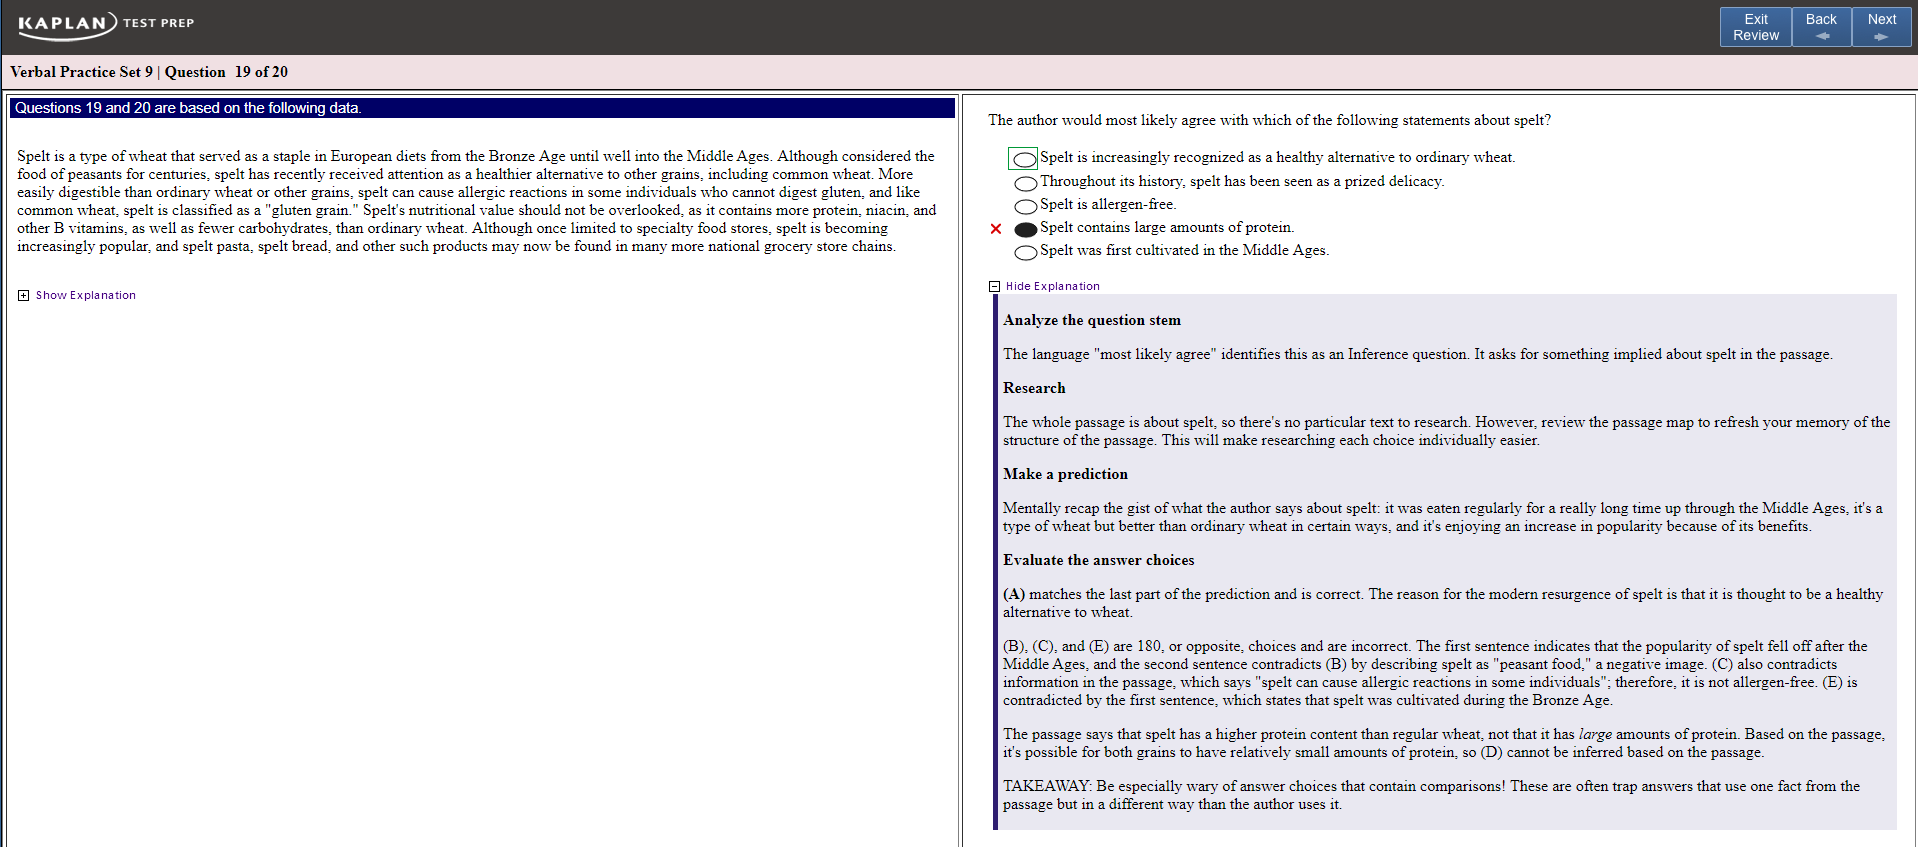 KAPLAN TEST PREP
Exit Review
Back
Next
Verbal Practice Set 9 | Question 19 of 20
Questions 19 and 20 are based on the following data.
Spelt is a type of wheat that served as a staple in European diets from the Bronze Age until well into the Middle Ages. Although considered the
food of peasants for centuries, spelt has recently received attention as a healthier alternative to other grains, including common wheat. More
easily digestible than ordinary wheat or other grains, spelt can cause allergic reactions in some individuals who cannot digest gluten, and like
common wheat, spelt is classified as a "gluten grain." Spelt's nutritional value should not be overlooked, as it contains more protein, niacin, and
other B vitamins, as well as fewer carbohydrates, than ordinary wheat. Although once limited to specialty food stores, spelt is becoming
increasingly popular, and spelt pasta, spelt bread, and other such products may now be found in many more national grocery store chains.
Show Explanation
The author would most likely agree with which of the following statements about spelt?
Spelt is increasingly recognized as a healthy alternative to ordinary wheat.
Throughout its history, spelt has been seen as a prized delicacy.
Spelt is allergen-free.
Spelt contains large amounts of protein.
Spelt was first cultivated in the Middle Ages.
Hide Explanation
Analyze the question stem
The language "most likely agree" identifies this as an Inference question. It asks for something implied about spelt in the passage.
Research
The whole passage is about spelt, so there's no particular text to research. However, review the passage map to refresh your memory of the
structure of the passage. This will make researching each choice individually easier.
Make a prediction
Mentally recap the gist of what the author says about spelt: it was eaten regularly for a really long time up through the Middle Ages, it's a
type of wheat but better than ordinary wheat in certain ways, and it's enjoying an increase in popularity because of its benefits.
Evaluate the answer choices
(A) matches the last part of the prediction and is correct. The reason for the modern resurgence of spelt is that it is thought to be a healthy
alternative to wheat.
(B), (C), and (E) are 180, or opposite, choices and are incorrect. The first sentence indicates that the popularity of spelt fell off after the
Middle Ages, and the second sentence contradicts (B) by describing spelt as "peasant food," a negative image. (C) also contradicts
information in the passage, which says "spelt can cause allergic reactions in some individuals"; therefore, it is not allergen-free. (E) is
contradicted by the first sentence, which states that spelt was cultivated during the Bronze Age.
The passage says that spelt has a higher protein content than regular wheat, not that it has large amounts of protein. Based on the passage,
it's possible for both grains to have relatively small amounts of protein, so (D) cannot be inferred based on the passage.
TAKEAWAY: Be especially wary of answer choices that contain comparisons! These are often trap answers that use one fact from the
passage but in a different way than the author uses it.